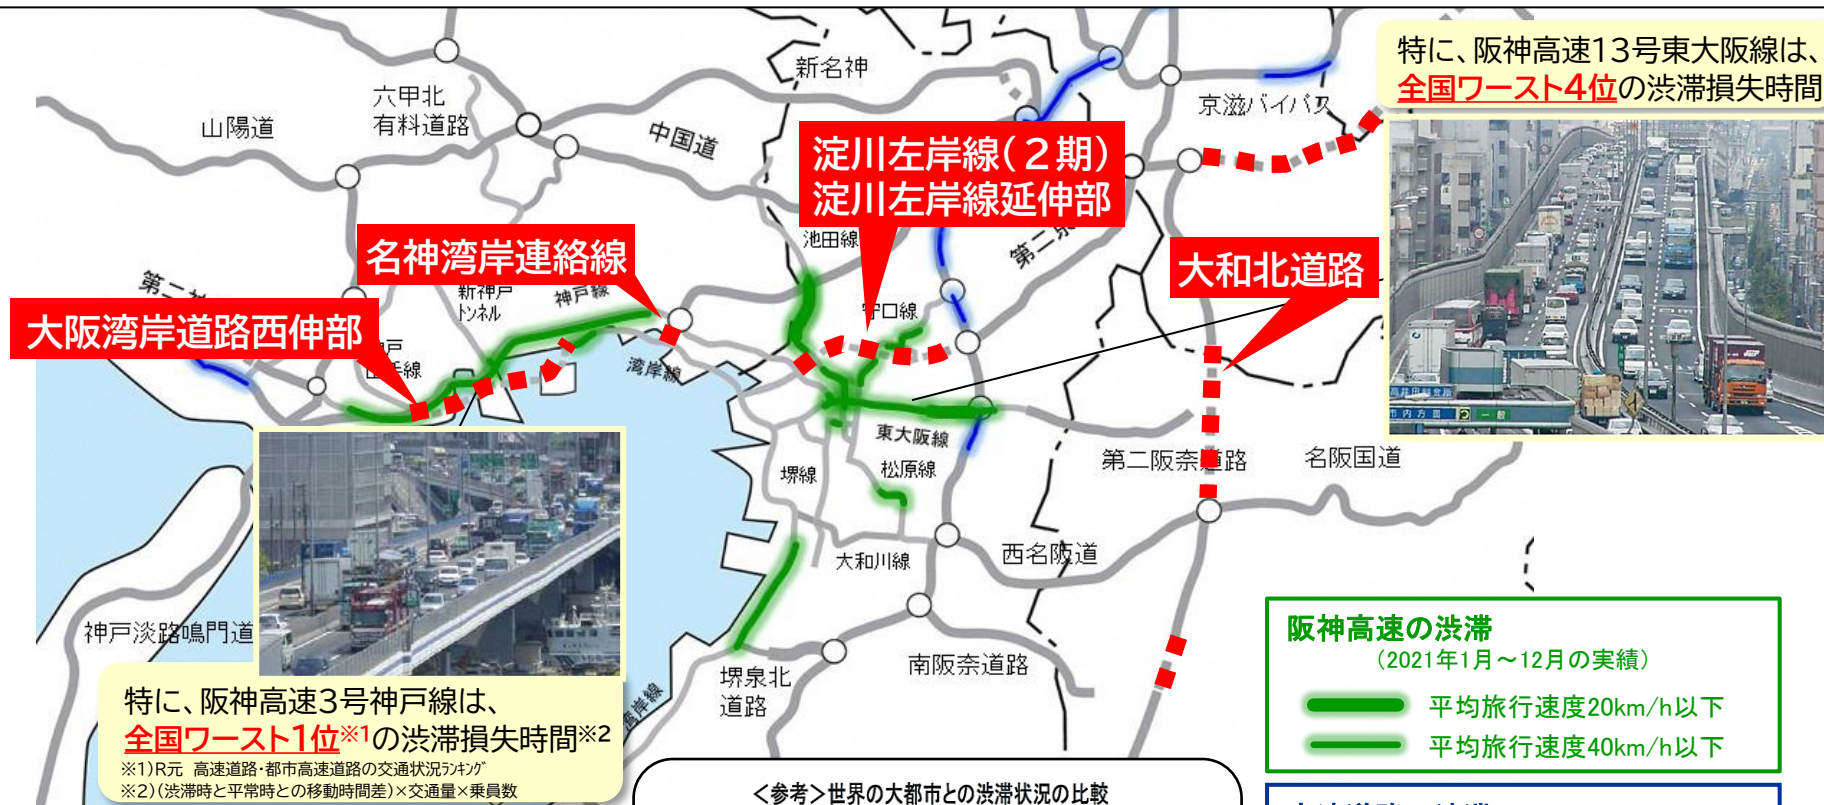 特に、阪神高速13号東大阪線は、
全国ワースト4位の渋滞損失時間
新名神
六甲北
有料道路
山陽道
中国道
京滋バイパス
淀川左岸線(2期)
淀川左岸線延伸部
池田線
名神湾岸連絡線
大和北道路
新神戸
トンネル
神戸線
守口線
大阪湾岸道路西伸部
湾岸線
東大阪線
松原線
堺線
第二阪奈道路
名阪国道
高井田
市内方面
一般
大和川線
西名阪道
神戸淡路鳴門道
堺泉北
道路
南阪奈道路
湾岸線
特に、阪神高速3号神戸線は、
全国ワースト1位※1の渋滞損失時間※2
※1)R元 高速道路・都市高速道路の交通状況ランキング
※2)(渋滞時と平常時との移動時間差)×交通量×乗員数
阪神高速の渋滞
(2021年1月～12月の実績)
平均旅行速度20km/h以下
平均旅行速度40km/h以下
<参考>世界の大都市との渋滞状況の比較